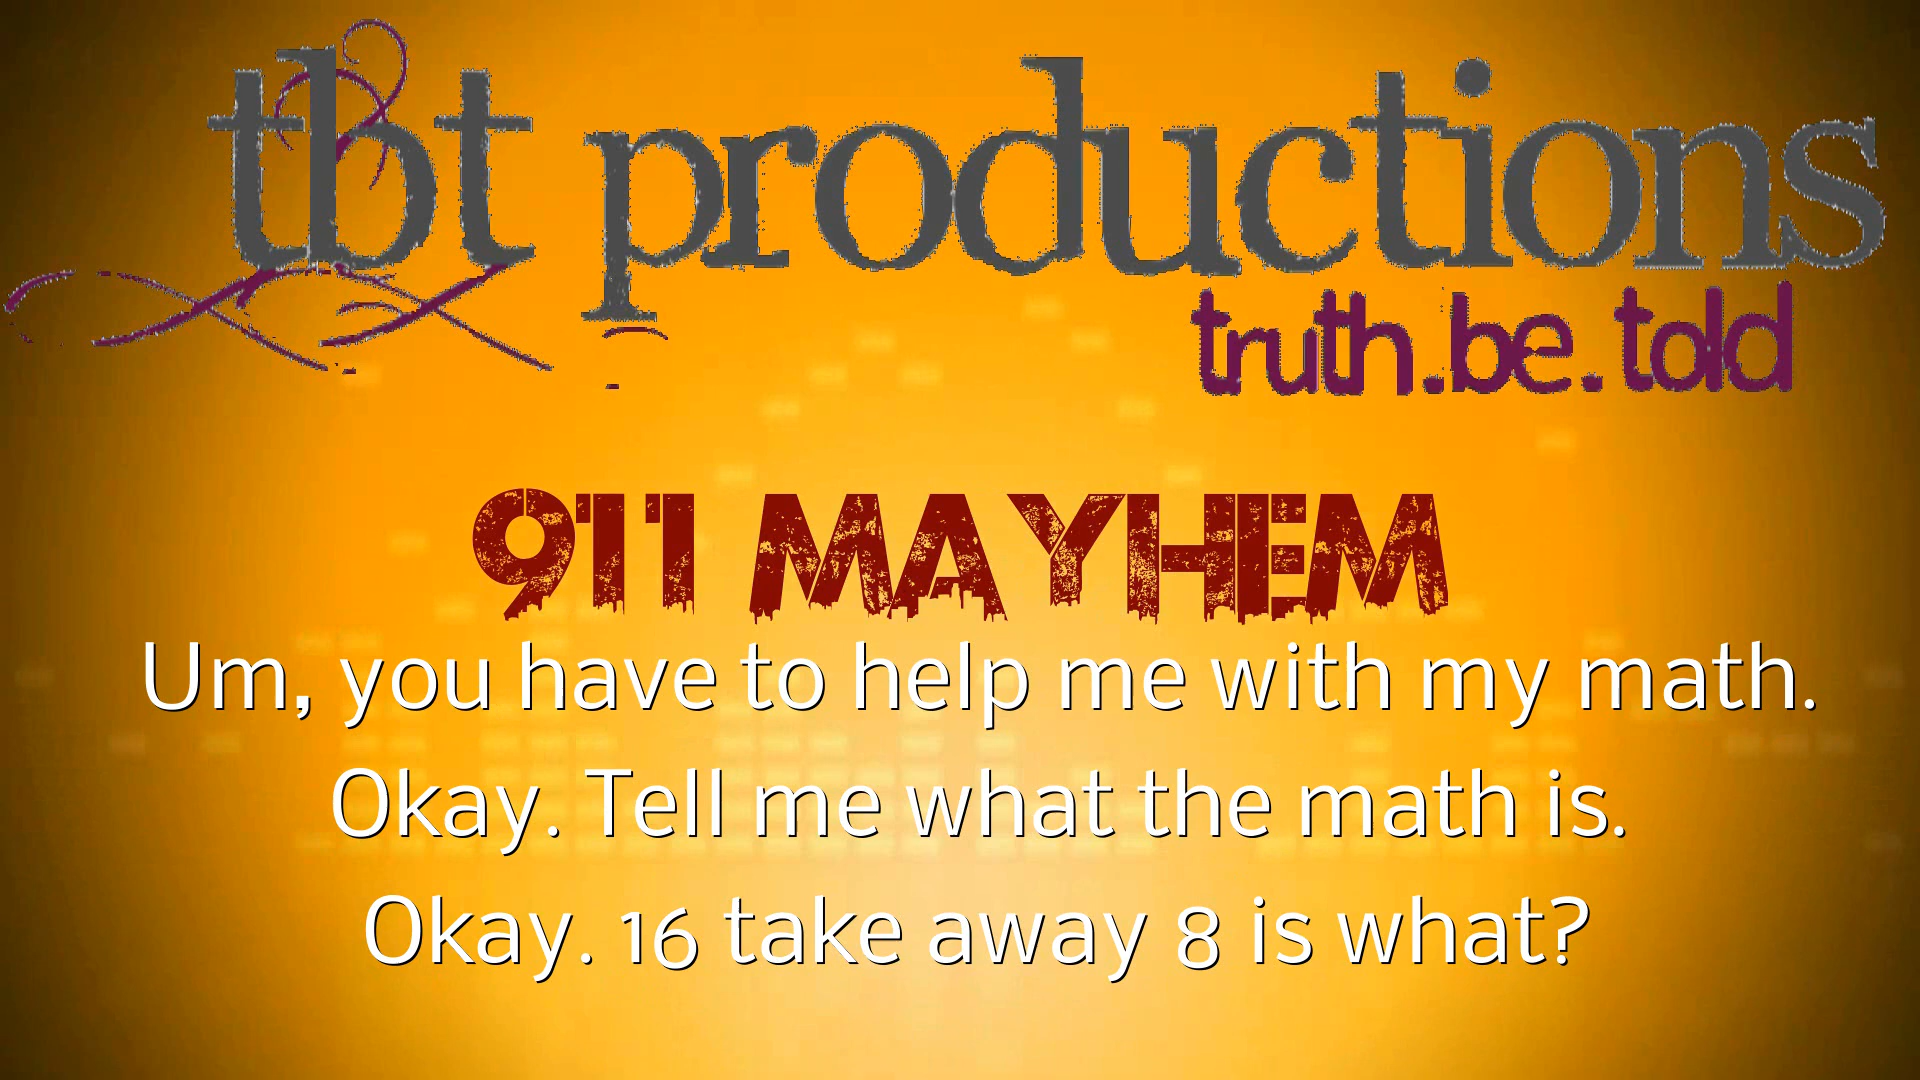 tbt productions
truth.be.told
911 MAYHEM
Um, you have to help me with my math.
Okay. Tell me what the math is.
Okay. 16 take away 8 is what?